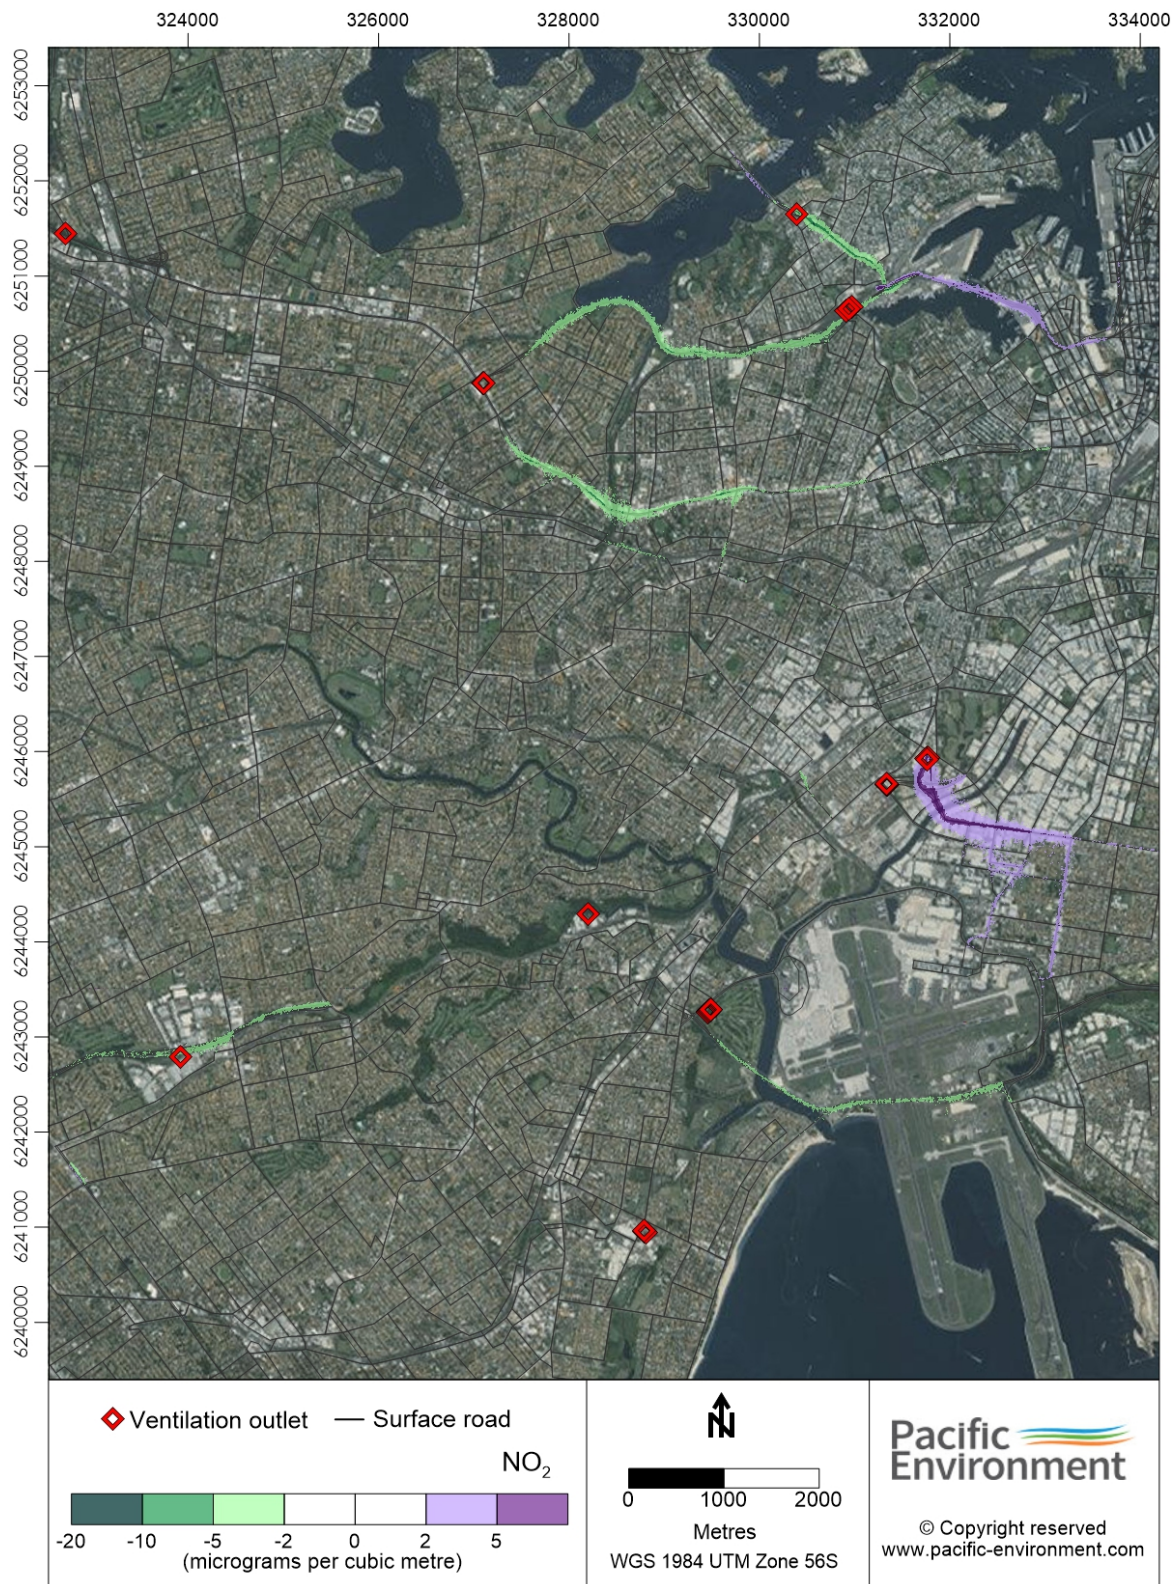 324000 326000 328000 330000 332000 334000
6253000
6252000
6251000
6250000
6249000
6248000
6247000
6246000
6245000
6244000
6243000
6242000
6241000
6240000
Ventilation outlet
Surface road
NO2
-20 -10 -5 -2 0 2 5
(micrograms per cubic metre)
N
0 1000 2000
Metres
WGS 1984 UTM Zone 56S
Pacific
Environment
© Copyright reserved
www.pacific-environment.com